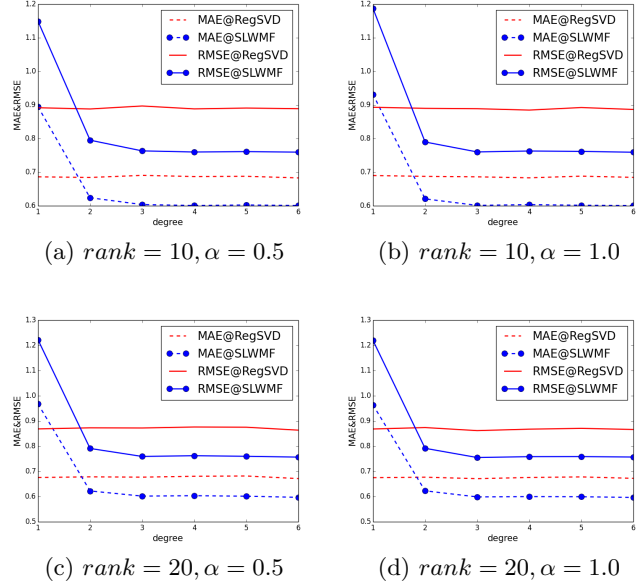 1.2
1.1
1.0
0.9
0.8
0.7
0.6
MAE&RMSE
1 2 3 4 5 6
degree
MAE@RegSVD
MAE@SLWMF
RMSE@RegSVD
RMSE@SLWMF
(a) rank = 10, α = 0.5
1.2
1.1
1.0
0.9
0.8
0.7
0.6
MAE&RMSE
1 2 3 4 5 6
degree
MAE@RegSVD
MAE@SLWMF
RMSE@RegSVD
RMSE@SLWMF
(b) rank = 10, α = 1.0
1.3
1.2
1.1
1.0
0.9
0.8
0.7
0.6
0.5
MAE&RMSE
1 2 3 4 5 6
degree
MAE@RegSVD
MAE@SLWMF
RMSE@RegSVD
RMSE@SLWMF
(c) rank = 20, α = 0.5
1.3
1.2
1.1
1.0
0.9
0.8
0.7
0.6
0.5
MAE&RMSE
1 2 3 4 5 6
degree
MAE@RegSVD
MAE@SLWMF
RMSE@RegSVD
RMSE@SLWMF
(d) rank = 20, α = 1.0